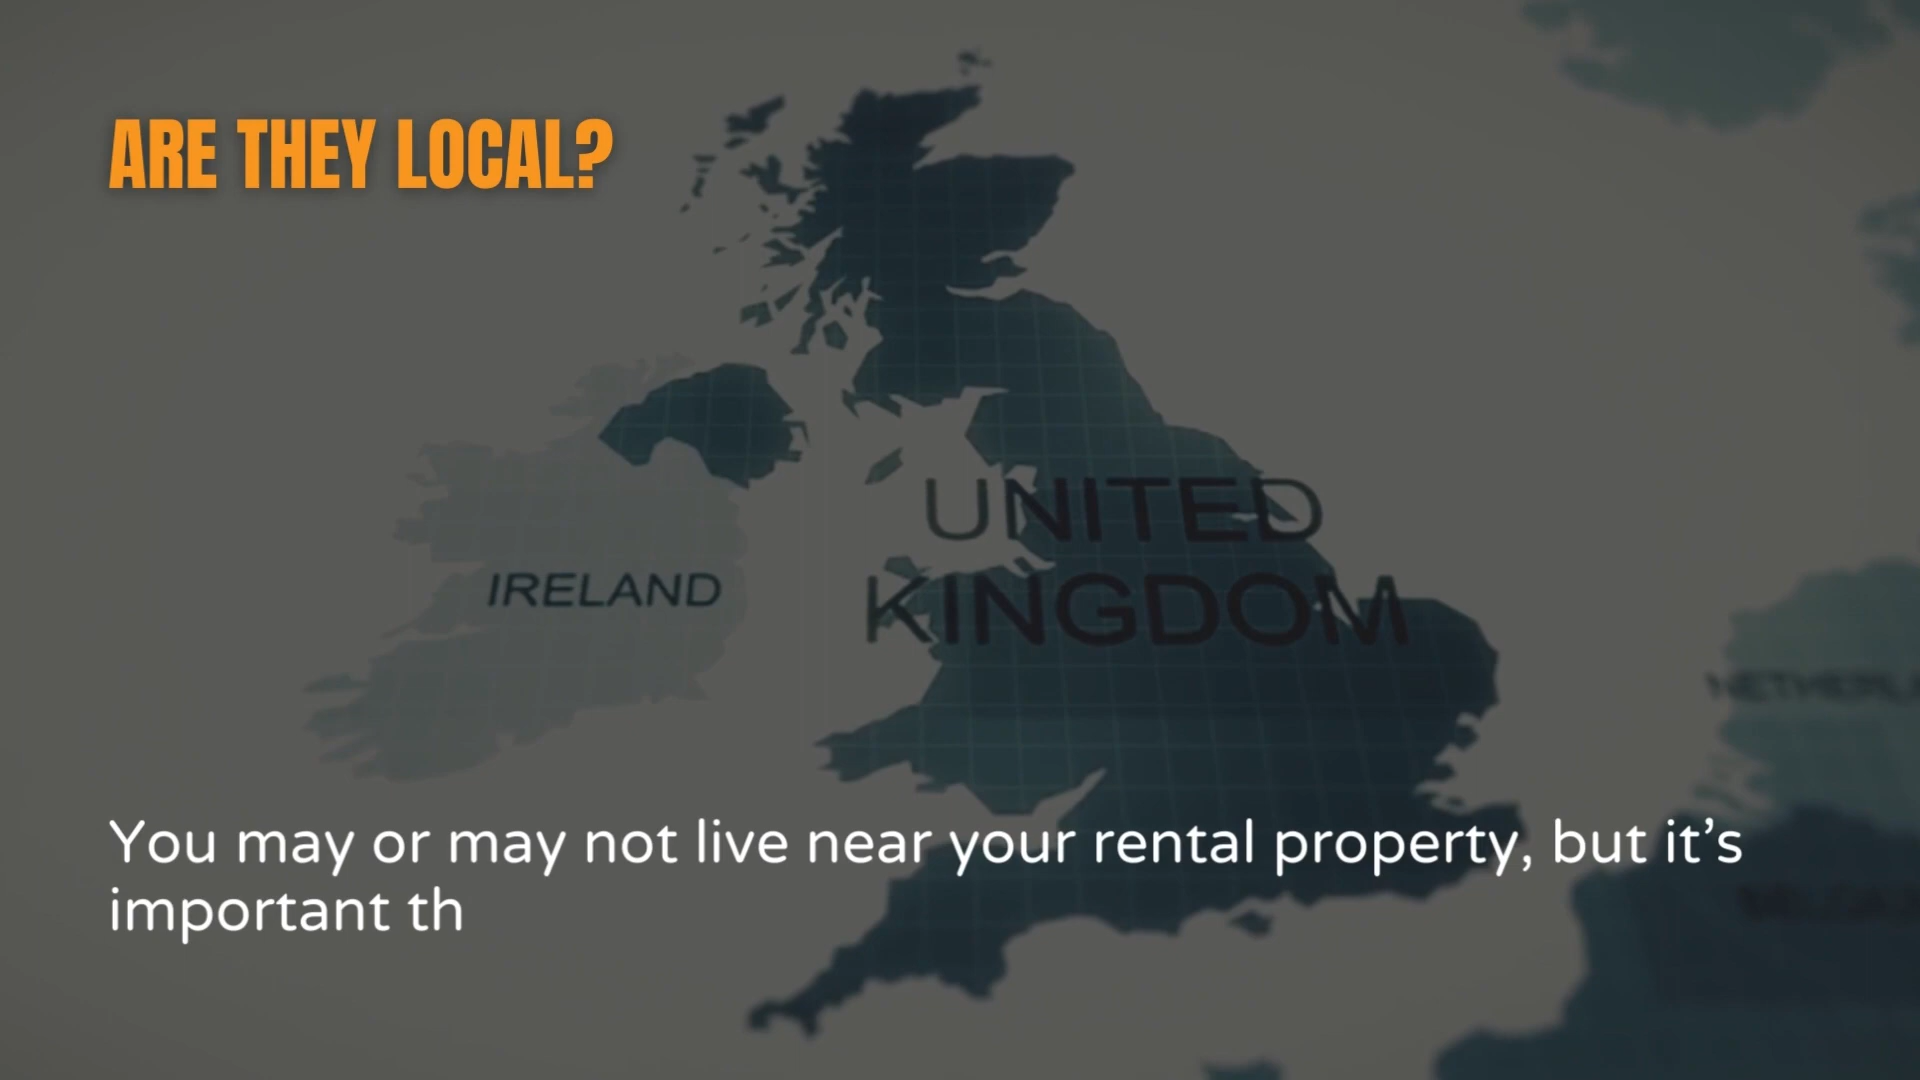 ARE THEY LOCAL?
UNITED
KINGDOM
IRELAND
You may or may not live near your rental property, but it’s
important th